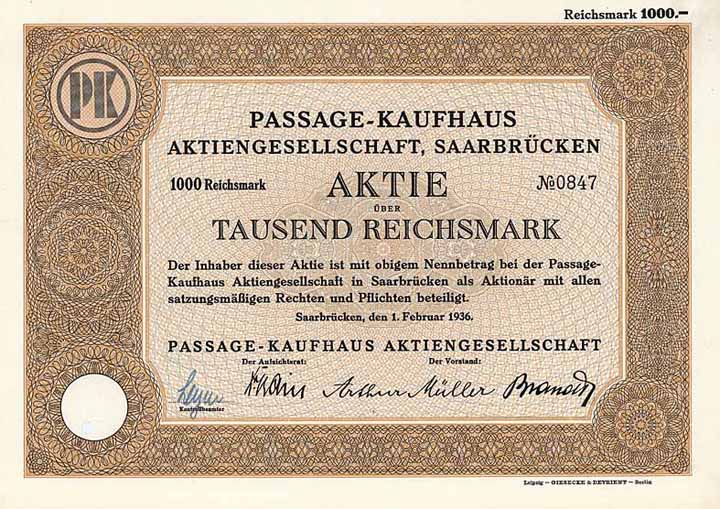 Reichsmark 1000.–
PK
PASSAGE-KAUFHAUS
AKTIENGESELLSCHAFT, SAARBRÜCKEN
1000 Reichsmark AKTIE №0847
ÜBER
TAUSEND REICHSMARK
Der Inhaber dieser Aktie ist mit obigem Nennbetrag bei der Passage-
Kaufhaus Aktiengesellschaft in Saarbrücken als Aktionär mit allen
satzungsmäßigen Rechten und Pflichten beteiligt.
Saarbrücken, den 1. Februar 1936.
PASSAGE-KAUFHAUS AKTIENGESELLSCHAFT
Der Aufsichtsrat: Der Vorstand:
Arthur Müller
Kontrollbeamter
Leipzig — GIESECKE & DEVRIENT — Berlin